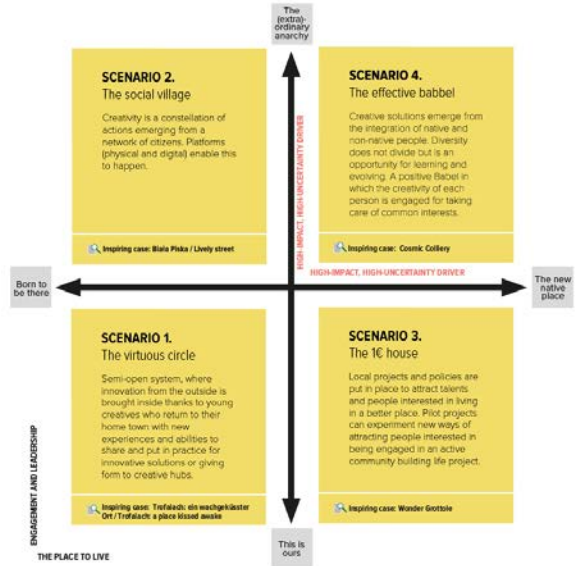 The
(extra)-
ordinary
anarchy
SCENARIO 2.
The social village
Creativity is a constellation of
actions emerging from a
network of citizens. Platforms
(physical and digital) enable this
to happen.
Inspiring case: Biala Piska / Lively street
SCENARIO 4.
The effective babbel
Creative solutions emerge from
the integration of native and
non-native people. Diversity
does not divide but is an
opportunity for learning and
evolving. A positive Babel in
which the creativity of each
person is engaged for taking
care of common interests.
Inspiring case: Cosmic Colliery
HIGH-IMPACT, HIGH-UNCERTAINTY DRIVER
HIGH-IMPACT, HIGH-UNCERTAINTY DRIVER
Born to
be there
The new
native
place
SCENARIO 1.
The virtuous circle
Semi-open system, where
innovation from the outside is
brought inside thanks to young
creatives who return to their
home town with new
experiences and abilities to
share and put in practice for
innovative solutions or giving
form to creative hubs.
Inspiring case: Trofaiach: ein wachgeküsster
Ort / Trofaiach: a place kissed awake
SCENARIO 3.
The 1€ house
Local projects and policies are
put in place to attract talents
and people interested in living
in a better place. Pilot projects
can experiment new ways of
attracting people interested in
being engaged in an active
community building life project.
Inspiring case: Wonder Grottole
ENGAGEMENT AND LEADERSHIP
THE PLACE TO LIVE
This is
ours